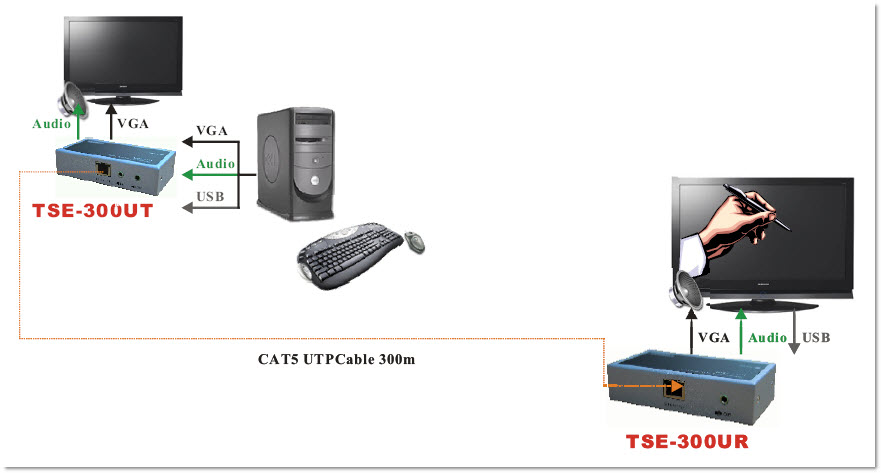 Audio
VGA
VGA
Audio
USB
TSE-300UT
VGA
Audio
USB
CAT5 UTPCable 300m
TSE-300UR